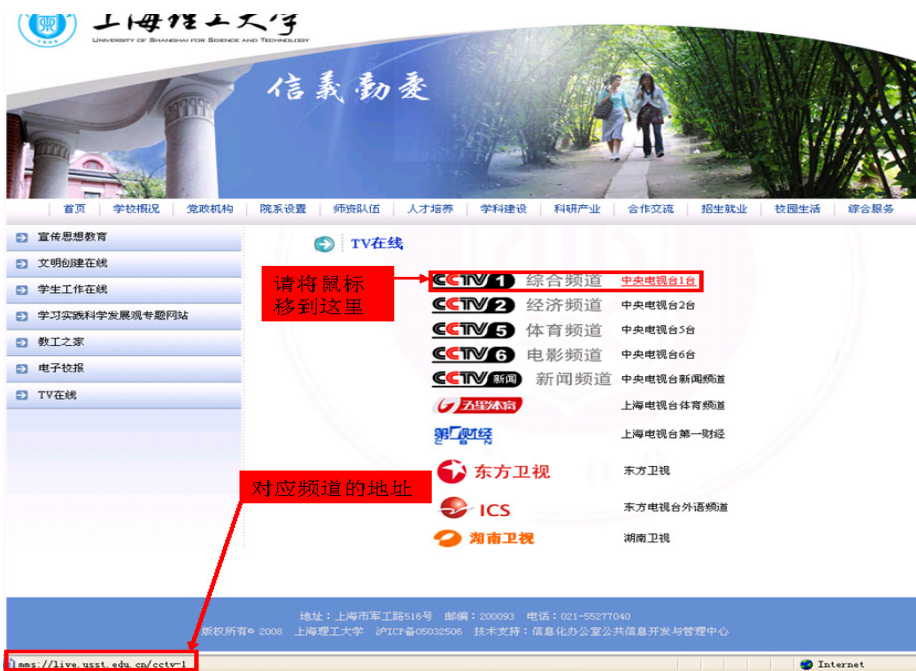 上海理工大学
UNIVERSITY OF SHANGHAI FOR SCIENCE AND TECHNOLOGY
信義勤爱
首页 学校概况 党政机构 院系设置 师资队伍 人才培养 学科建设 科研产业 合作交流 招生就业 校园生活 综合服务
宣传思想教育
文明创建在线
学生工作在线
学习实践科学发展观专题网站
教工之家
电子校报
TV在线
TV在线
请将鼠标
移到这里
CCTV 1 综合频道 中央电视台1台
CCTV 2 经济频道 中央电视台2台
CCTV 5 体育频道 中央电视台5台
CCTV 6 电影频道 中央电视台6台
CCTV 新闻 新闻频道 中央电视台新闻频道
五星体育 上海电视台体育频道
第一财经 上海电视台第一财经
东方卫视 东方卫视
ICS 东方电视台外语频道
湖南卫视 湖南卫视
对应频道的地址
地址：上海市军工路516号 邮编：200093 电话：021-55277040
版权所有© 2008 上海理工大学 沪ICP备05032506 技术支持：信息化办公室公共信息开发与管理中心
mms://live.usst.edu.cn/cctv-1
Internet